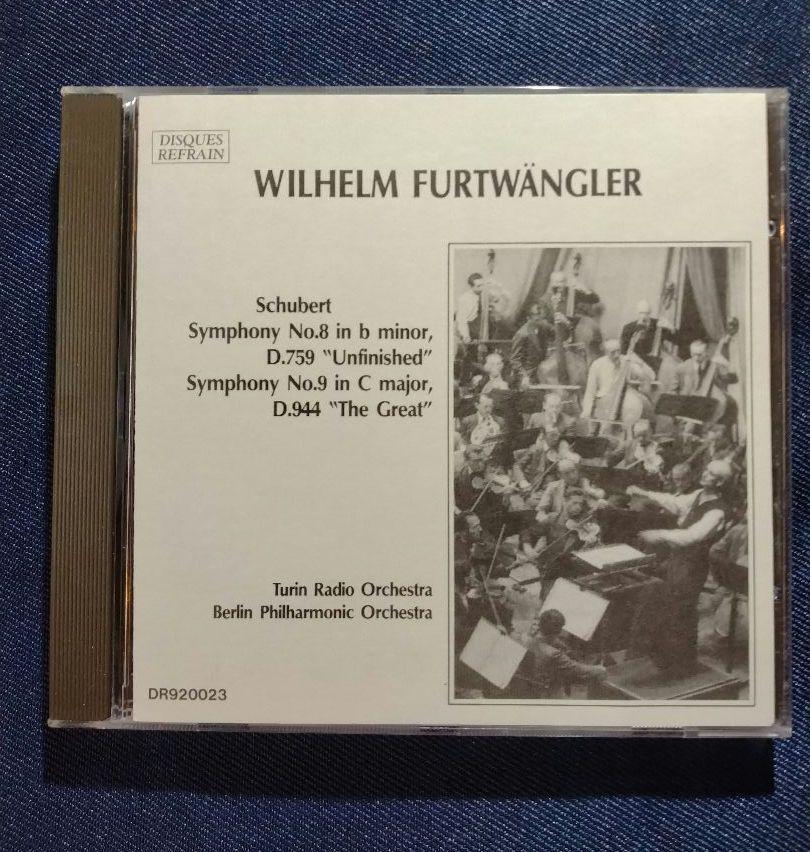 DISQUES
REFRAIN
WILHELM FURTWÄNGLER
Schubert
Symphony No.8 in b minor,
D.759 "Unfinished"
Symphony No.9 in C major,
D.944 "The Great"
Turin Radio Orchestra
Berlin Philharmonic Orchestra
DR920023